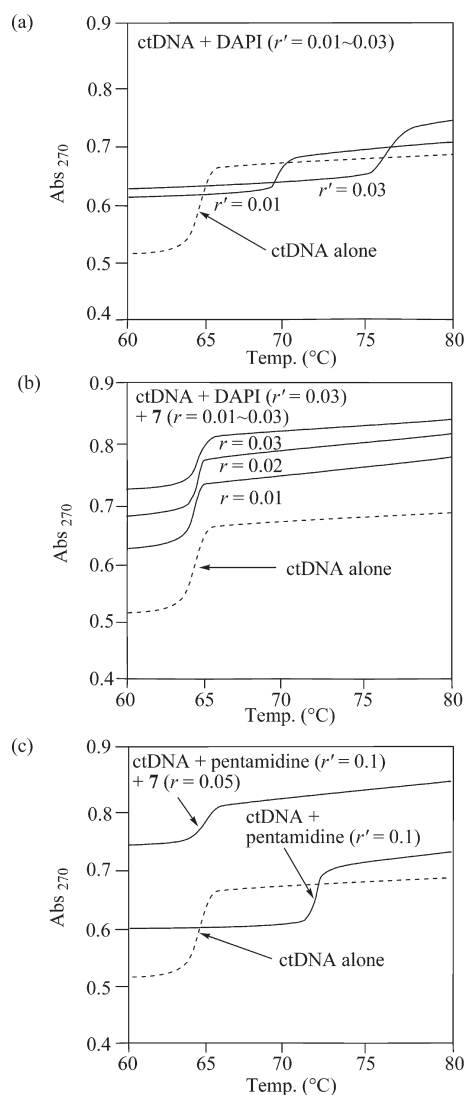 (a)
0.9
ctDNA + DAPI (r' = 0.01~0.03)
0.8
0.7
Abs 270
0.6
r' = 0.01
r' = 0.03
0.5
ctDNA alone
0.4
60
65
70
75
80
Temp. (°C)
(b)
0.9
ctDNA + DAPI (r' = 0.03)
+ 7 (r = 0.01~0.03)
0.8
r = 0.03
r = 0.02
0.7
r = 0.01
Abs 270
0.6
ctDNA alone
0.5
0.4
60
65
70
75
80
Temp. (°C)
(c)
0.9
ctDNA + pentamidine (r' = 0.1)
+ 7 (r = 0.05)
0.8
ctDNA +
pentamidine (r' = 0.1)
0.7
Abs 270
0.6
ctDNA alone
0.5
0.4
60
65
70
75
80
Temp. (°C)